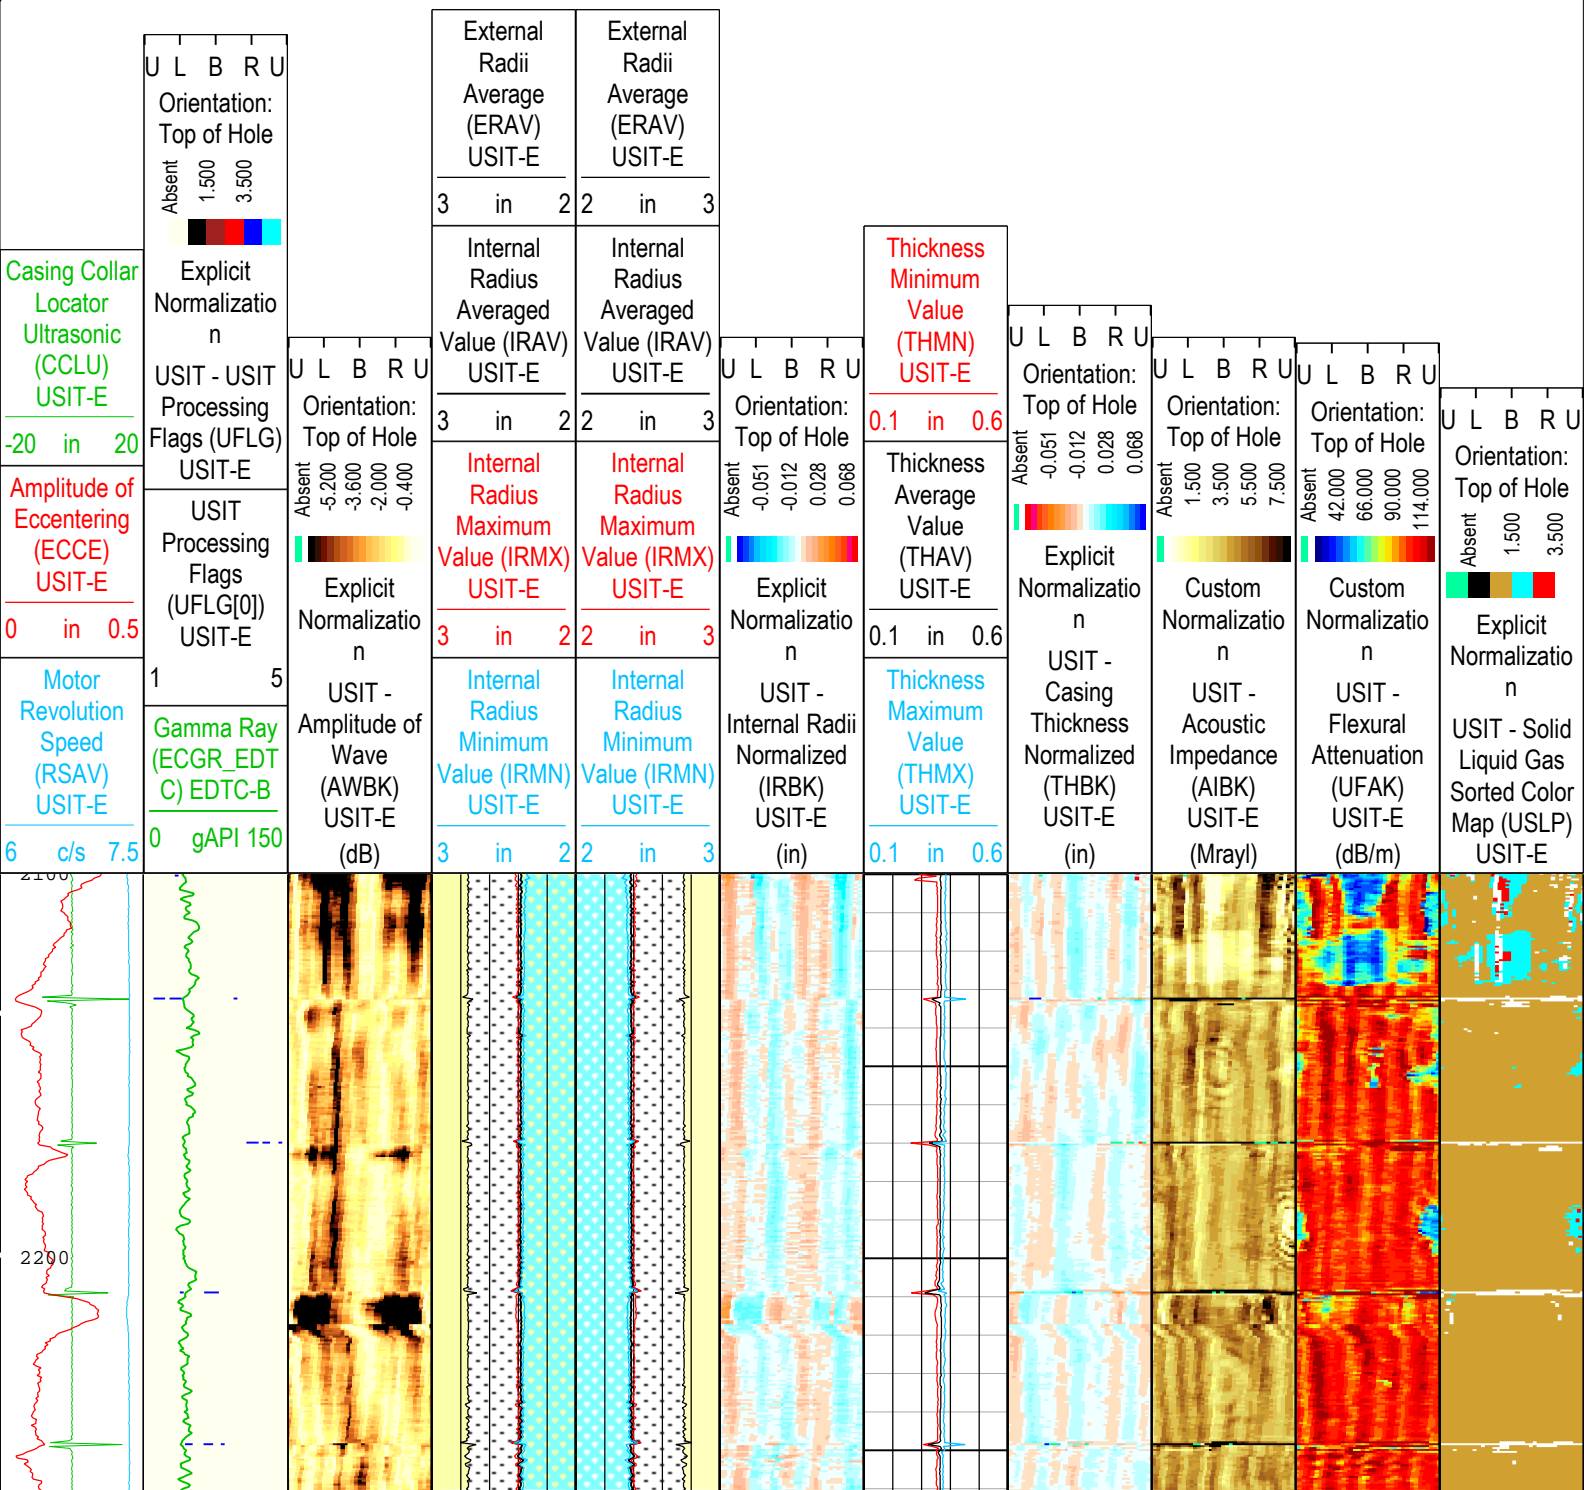 Casing Collar
Locator
Ultrasonic
(CCLU)
USIT-E
-20 in 20
Amplitude of
Eccentering
(ECCE)
USIT-E
0 in 0.5
Motor
Revolution
Speed
(RSAV)
USIT-E
6 c/s 7.5
U L B R U
Orientation:
Top of Hole
Absent
1.500
3.500
Explicit
Normalizatio
n
USIT - USIT
Processing
Flags (UFLG)
USIT-E
USIT
Processing
Flags
(UFLG[0])
USIT-E
1 5
Gamma Ray
(ECGR_EDT
C) EDTC-B
0 gAPI 150
U L B R U
Orientation:
Top of Hole
Absent
-5.200
-3.600
-2.000
-0.400
Explicit
Normalizatio
n
USIT -
Amplitude of
Wave
(AWBK)
USIT-E
(dB)
External
Radii
Average
(ERAV)
USIT-E
3 in 2
Internal
Radius
Averaged
Value (IRAV)
USIT-E
3 in 2
Internal
Radius
Maximum
Value (IRMX)
USIT-E
3 in 2
Internal
Radius
Minimum
Value (IRMN)
USIT-E
3 in 2
External
Radii
Average
(ERAV)
USIT-E
2 in 3
Internal
Radius
Averaged
Value (IRAV)
USIT-E
2 in 3
Internal
Radius
Maximum
Value (IRMX)
USIT-E
2 in 3
Internal
Radius
Minimum
Value (IRMN)
USIT-E
2 in 3
U L B R U
Orientation:
Top of Hole
Absent
-0.051
-0.012
0.028
0.068
Explicit
Normalizatio
n
USIT -
Internal Radii
Normalized
(IRBK)
USIT-E
(in)
Thickness
Minimum
Value
(THMN)
USIT-E
0.1 in 0.6
Thickness
Average
Value
(THAV)
USIT-E
0.1 in 0.6
Thickness
Maximum
Value
(THMX)
USIT-E
0.1 in 0.6
U L B R U
Orientation:
Top of Hole
Absent
-0.051
-0.012
0.028
0.068
Explicit
Normalizatio
n
USIT -
Casing
Thickness
Normalized
(THBK)
USIT-E
(in)
U L B R U
Orientation:
Top of Hole
Absent
1.500
3.500
5.500
7.500
Custom
Normalizatio
n
USIT -
Acoustic
Impedance
(AIBK)
USIT-E
(Mrayl)
U L B R U
Orientation:
Top of Hole
Absent
42.000
66.000
90.000
114.000
Custom
Normalizatio
n
USIT -
Flexural
Attenuation
(UFAK)
USIT-E
(dB/m)
U L B R U
Orientation:
Top of Hole
Absent
1.500
3.500
Explicit
Normalizatio
n
USIT - Solid
Liquid Gas
Sorted Color
Map (USLP)
USIT-E
2100
2200